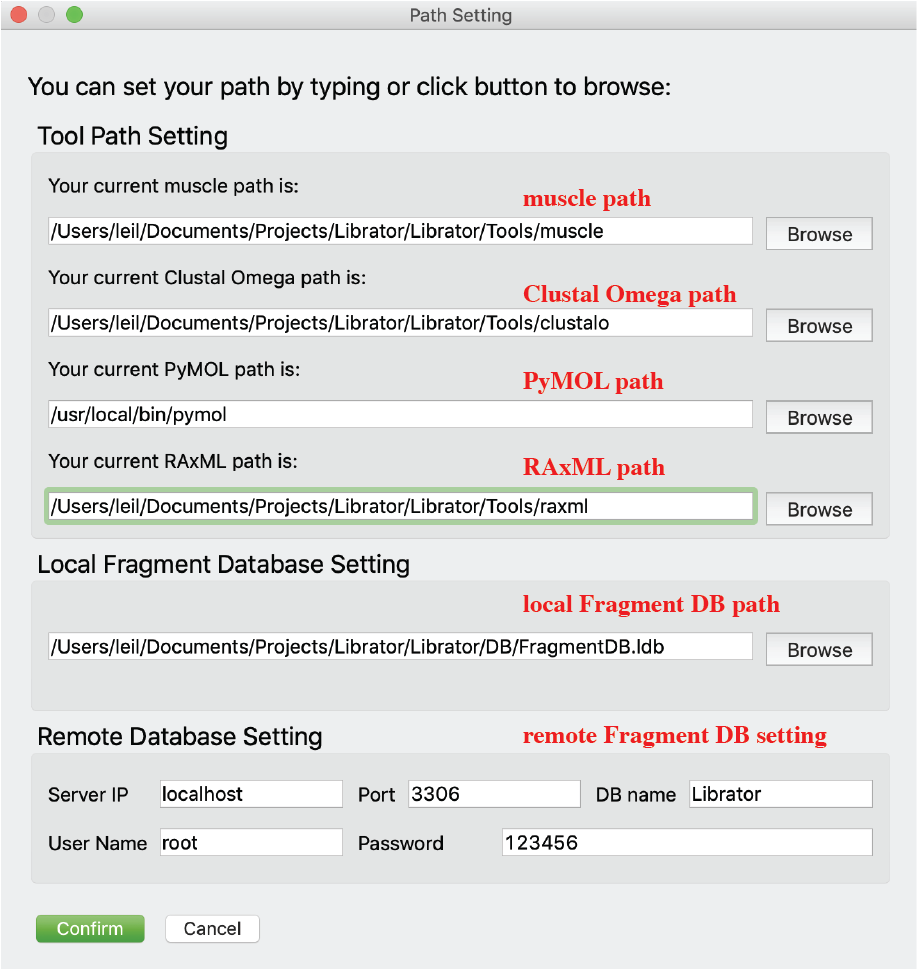 Path Setting
You can set your path by typing or click button to browse:
Tool Path Setting
Your current muscle path is:
muscle path
/Users/leil/Documents/Projects/Librator/Librator/Tools/muscle
Browse
Your current Clustal Omega path is:
Clustal Omega path
/Users/leil/Documents/Projects/Librator/Librator/Tools/clustalo
Browse
Your current PyMOL path is:
PyMOL path
/usr/local/bin/pymol
Browse
Your current RAxML path is:
RAxML path
/Users/leil/Documents/Projects/Librator/Librator/Tools/raxml
Browse
Local Fragment Database Setting
local Fragment DB path
/Users/leil/Documents/Projects/Librator/Librator/DB/FragmentDB.ldb
Browse
Remote Database Setting
remote Fragment DB setting
Server IP localhost Port 3306 DB name Librator
User Name root Password 123456
Confirm Cancel